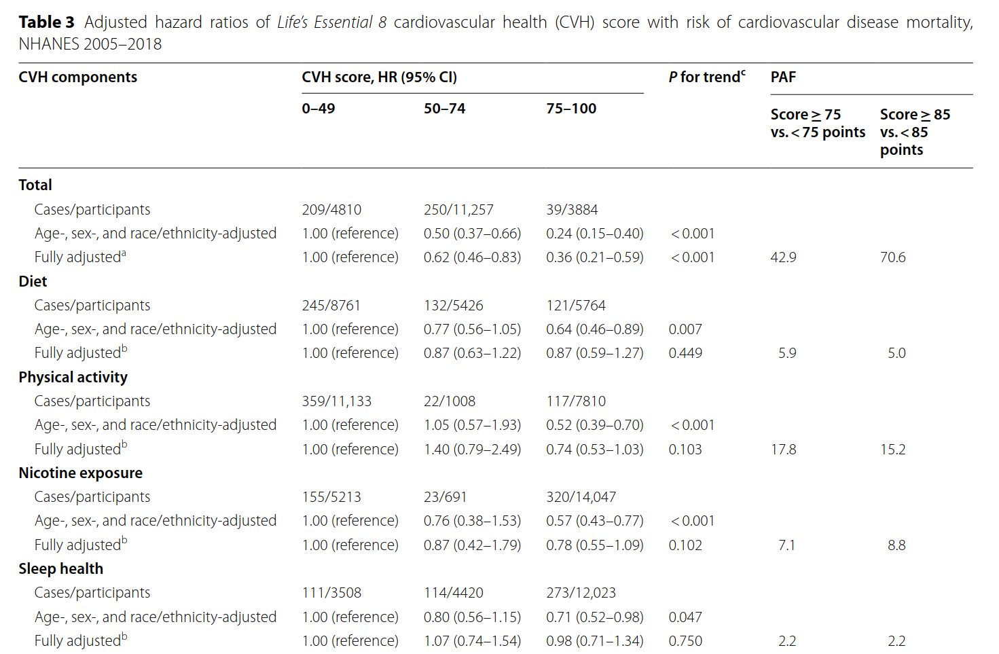 Table 3 Adjusted hazard ratios of Life's Essential 8 cardiovascular health (CVH) score with risk of cardiovascular disease mortality,
NHANES 2005–2018
CVH components CVH score, HR (95% CI) P for trendc PAF
0–49 50–74 75–100 Score ≥ 75 vs. < 75 points Score ≥ 85 vs. < 85 points
Total
Cases/participants 209/4810 250/11,257 39/3884
Age-, sex-, and race/ethnicity-adjusted 1.00 (reference) 0.50 (0.37–0.66) 0.24 (0.15–0.40) < 0.001
Fully adjusteda 1.00 (reference) 0.62 (0.46–0.83) 0.36 (0.21–0.59) < 0.001 42.9 70.6
Diet
Cases/participants 245/8761 132/5426 121/5764
Age-, sex-, and race/ethnicity-adjusted 1.00 (reference) 0.77 (0.56–1.05) 0.64 (0.46–0.89) 0.007
Fully adjustedb 1.00 (reference) 0.87 (0.63–1.22) 0.87 (0.59–1.27) 0.449 5.9 5.0
Physical activity
Cases/participants 359/11,133 22/1008 117/7810
Age-, sex-, and race/ethnicity-adjusted 1.00 (reference) 1.05 (0.57–1.93) 0.52 (0.39–0.70) < 0.001
Fully adjustedb 1.00 (reference) 1.40 (0.79–2.49) 0.74 (0.53–1.03) 0.103 17.8 15.2
Nicotine exposure
Cases/participants 155/5213 23/691 320/14,047
Age-, sex-, and race/ethnicity-adjusted 1.00 (reference) 0.76 (0.38–1.53) 0.57 (0.43–0.77) < 0.001
Fully adjustedb 1.00 (reference) 0.87 (0.42–1.79) 0.78 (0.55–1.09) 0.102 7.1 8.8
Sleep health
Cases/participants 111/3508 114/4420 273/12,023
Age-, sex-, and race/ethnicity-adjusted 1.00 (reference) 0.80 (0.56–1.15) 0.71 (0.52–0.98) 0.047
Fully adjustedb 1.00 (reference) 1.07 (0.74–1.54) 0.98 (0.71–1.34) 0.750 2.2 2.2